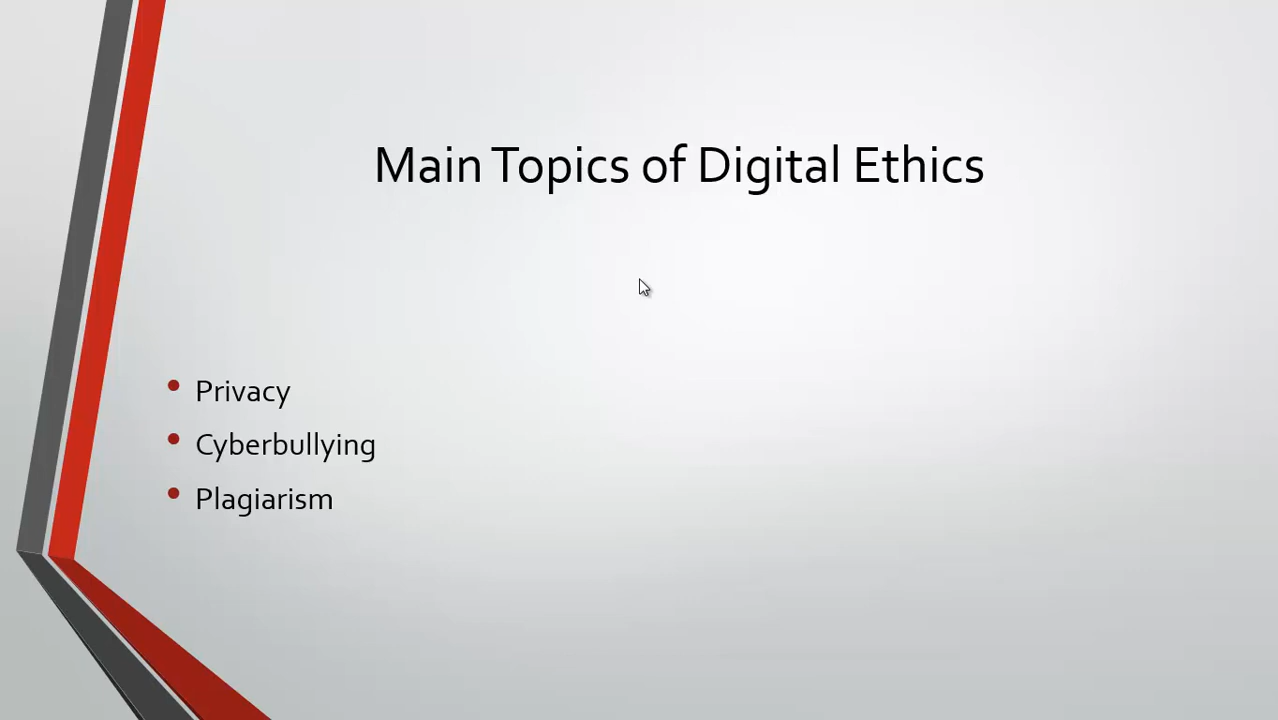 Main Topics of Digital Ethics
• Privacy
• Cyberbullying
• Plagiarism